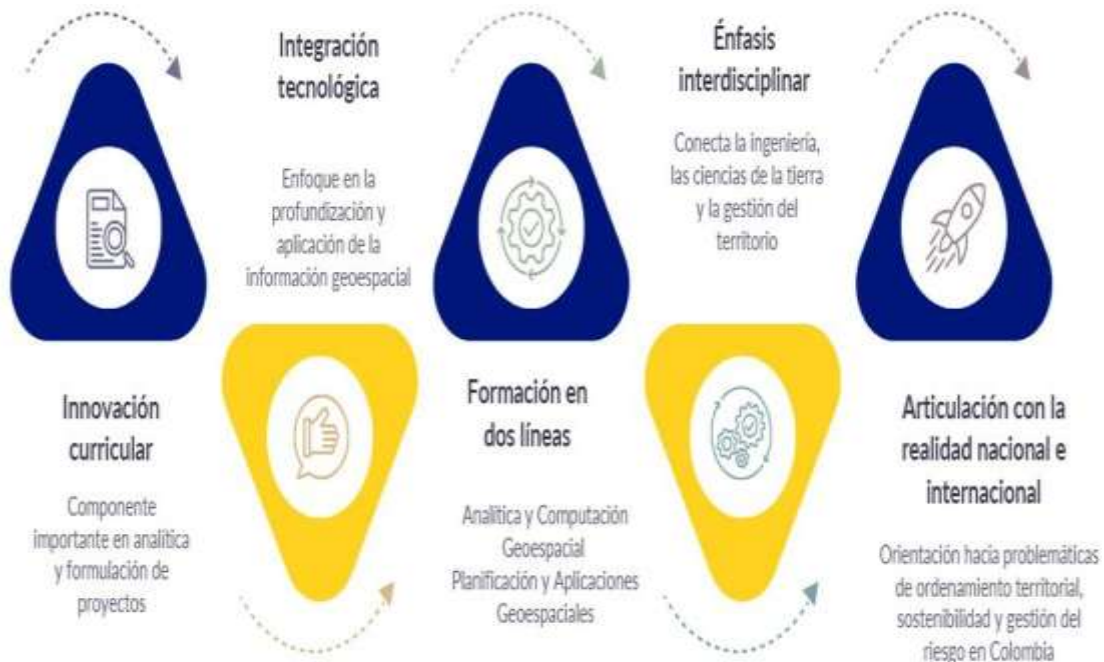 Innovación
curricular
Componente
importante en analítica
y formulación de
proyectos
Integración
tecnológica
Enfoque en la
profundización y
aplicación de la
información geoespacial
Formación en
dos líneas
Analítica y Computación
Geoespacial
Planificación y Aplicaciones
Geoespaciales
Énfasis
interdisciplinar
Conecta la ingeniería,
las ciencias de la tierra
y la gestión del
territorio
Articulación con la
realidad nacional e
internacional
Orientación hacia problemáticas
de ordenamiento territorial,
sostenibilidad y gestión del
riesgo en Colombia